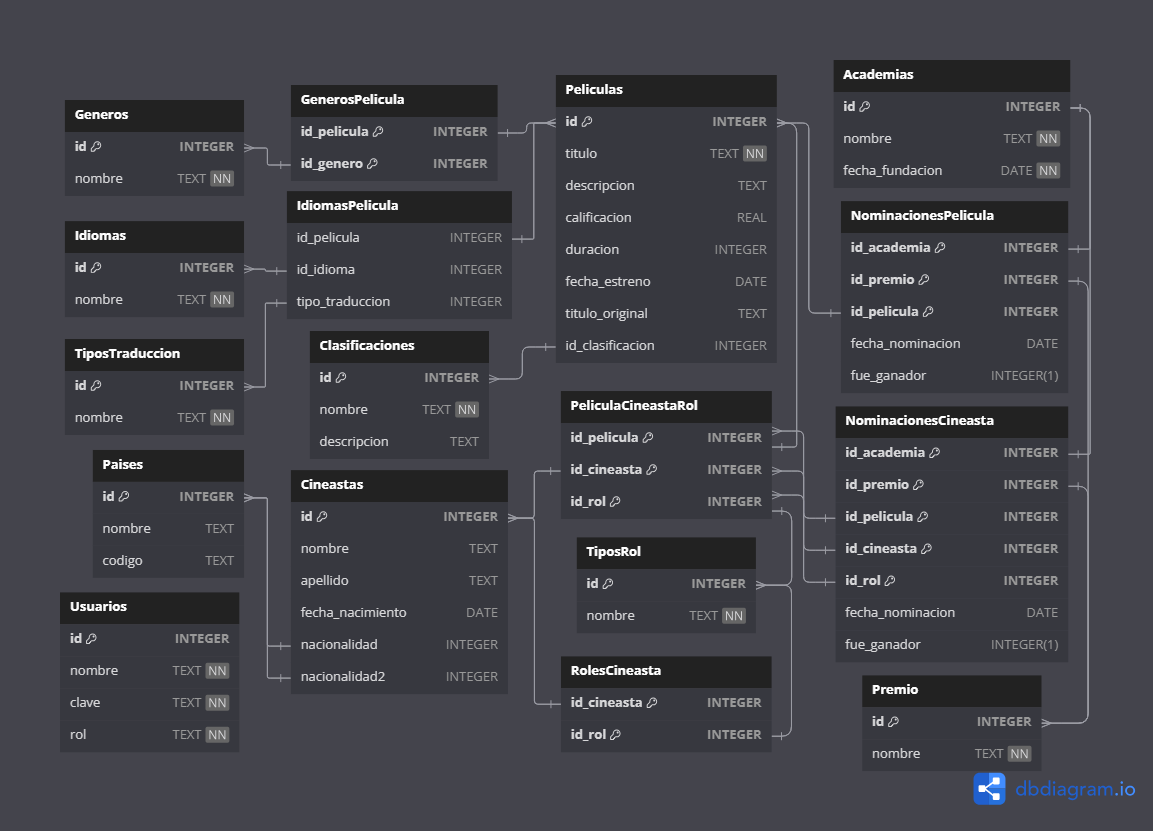 Generos
id INTEGER
nombre TEXT NN
GenerosPelicula
id_pelicula INTEGER
id_genero INTEGER
Peliculas
id INTEGER
titulo TEXT NN
descripcion TEXT
calificacion REAL
duracion INTEGER
fecha_estreno DATE
titulo_original TEXT
id_clasificacion INTEGER
Academias
id INTEGER
nombre TEXT NN
fecha_fundacion DATE NN
Idiomas
id INTEGER
nombre TEXT NN
IdiomasPelicula
id_pelicula INTEGER
id_idioma INTEGER
tipo_traduccion INTEGER
NominacionesPelicula
id_academia INTEGER
id_premio INTEGER
id_pelicula INTEGER
fecha_nominacion DATE
fue_ganador INTEGER(1)
TiposTraduccion
id INTEGER
nombre TEXT NN
Clasificaciones
id INTEGER
nombre TEXT NN
descripcion TEXT
PeliculaCineastaRol
id_pelicula INTEGER
id_cineasta INTEGER
id_rol INTEGER
NominacionesCineasta
id_academia INTEGER
id_premio INTEGER
id_pelicula INTEGER
id_cineasta INTEGER
id_rol INTEGER
fecha_nominacion DATE
fue_ganador INTEGER(1)
Paises
id INTEGER
nombre TEXT
codigo TEXT
Cineastas
id INTEGER
nombre TEXT
apellido TEXT
fecha_nacimiento DATE
nacionalidad INTEGER
nacionalidad2 INTEGER
TiposRol
id INTEGER
nombre TEXT NN
Usuarios
id INTEGER
nombre TEXT NN
clave TEXT NN
rol TEXT NN
RolesCineasta
id_cineasta INTEGER
id_rol INTEGER
Premio
id INTEGER
nombre TEXT NN
dbdiagram.io